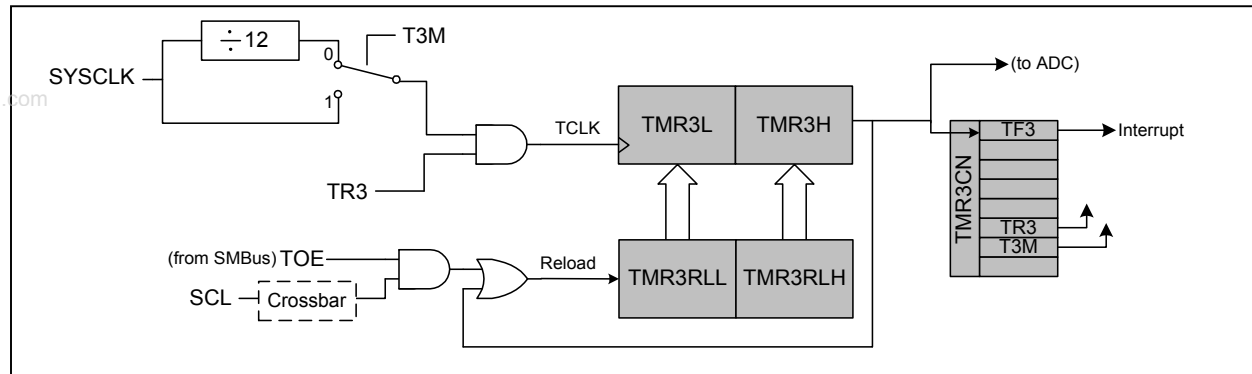 ÷12
T3M
0
SYSCLK
1
.com
TCLK
TMR3L
TMR3H
(to ADC)
TR3
TMR3CN
TF3
Interrupt
TR3
T3M
(from SMBus) TOE
SCL
Crossbar
Reload
TMR3RLL
TMR3RLH